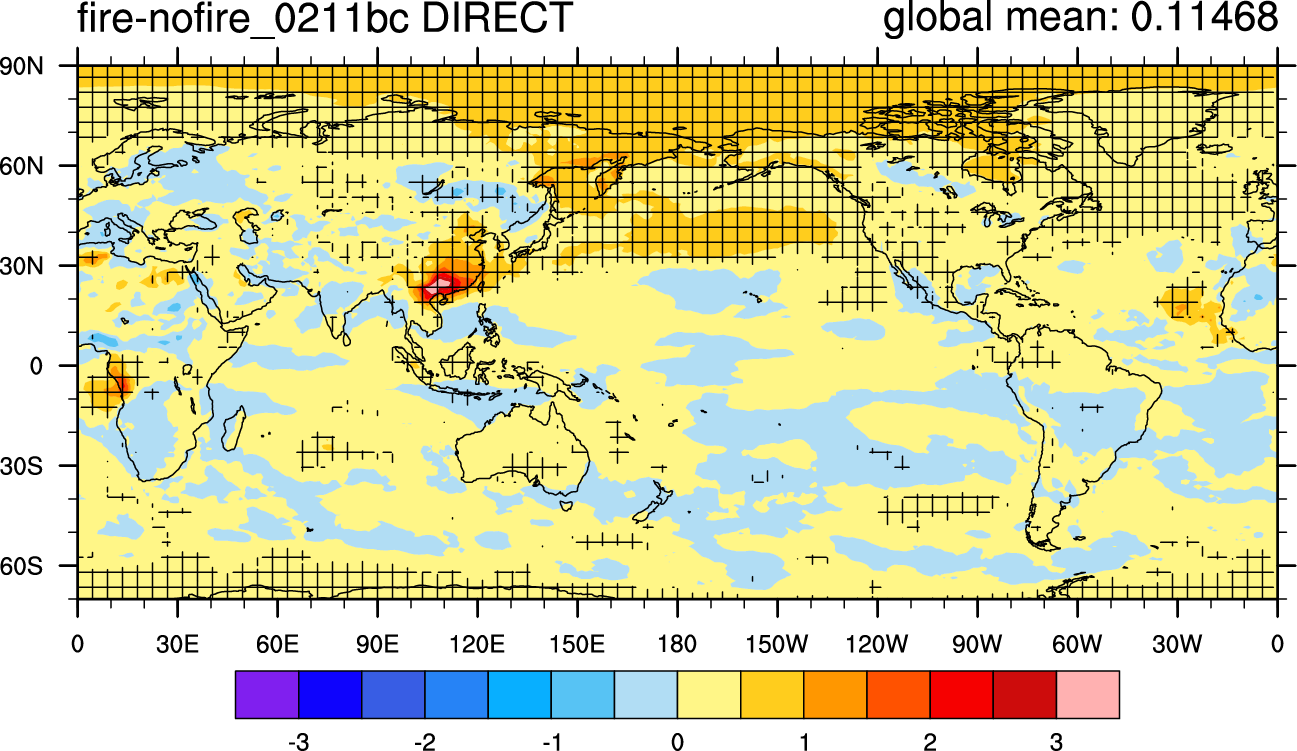 fire-nofire_0211bc DIRECT global mean: 0.11468
90N
60N
30N
0
30S
60S
0 30E 60E 90E 120E 150E 180 150W 120W 90W 60W 30W 0
-3 -2 -1 0 1 2 3